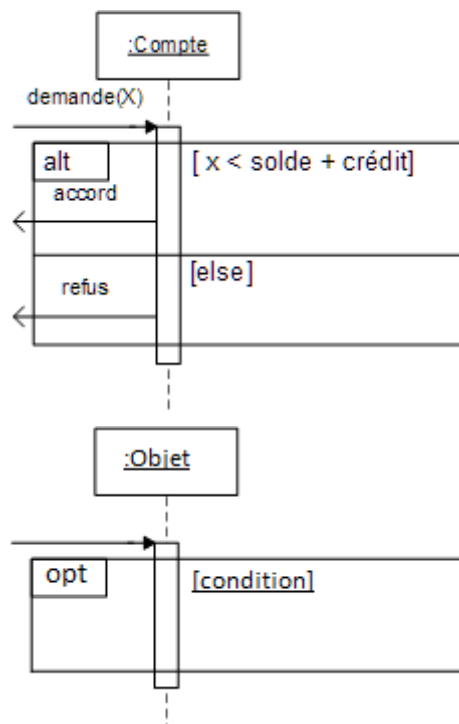 :Compte
demande(X)
alt
[ x < solde + crédit]
accord
[else]
refus
:Objet
opt
[condition]